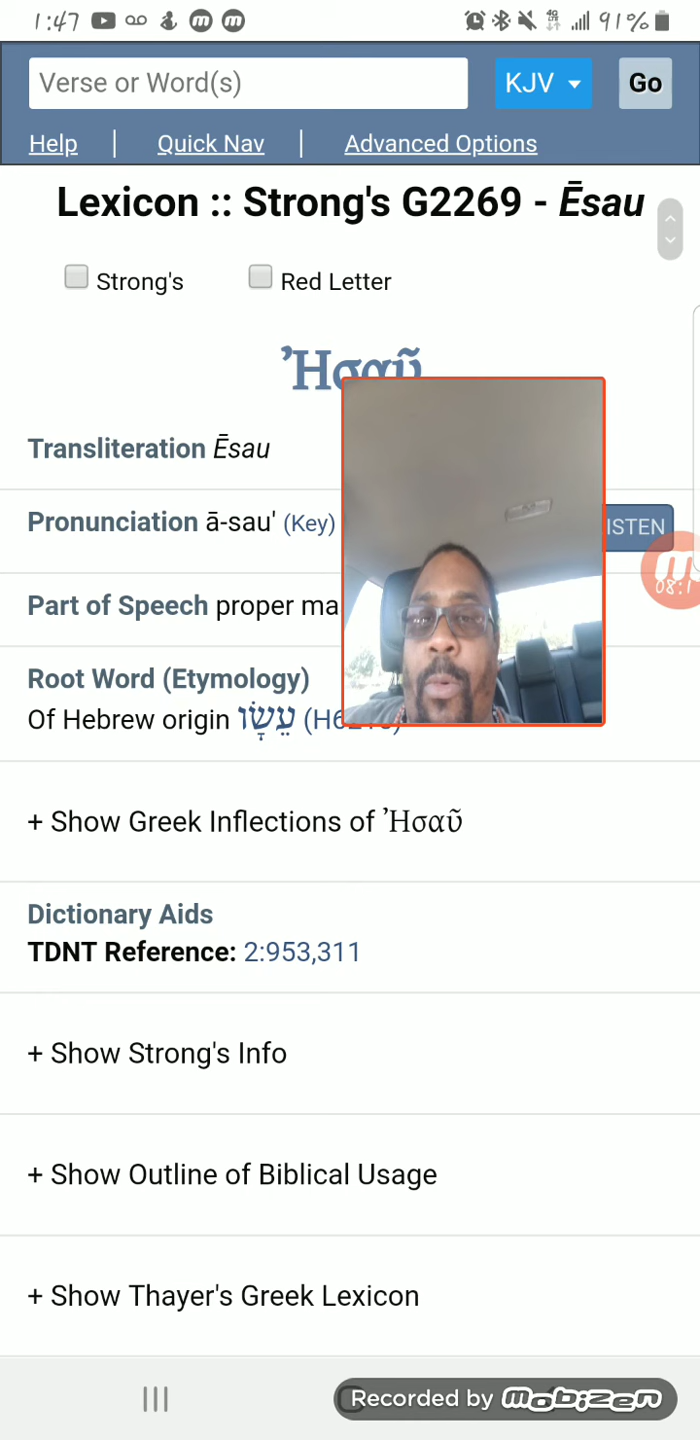 1:47 91%
Verse or Word(s) KJV Go
Help | Quick Nav | Advanced Options
Lexicon :: Strong's G2269 - Ēsau
Strong's Red Letter
Ἠσαῦ
Transliteration Ēsau
Pronunciation ā-sau' (Key) ISTEN
Part of Speech proper ma
08:1
Root Word (Etymology)
Of Hebrew origin עֵשָׂו
+ Show Greek Inflections of Ἠσαῦ
Dictionary Aids
TDNT Reference: 2:953,311
+ Show Strong's Info
+ Show Outline of Biblical Usage
+ Show Thayer's Greek Lexicon
Recorded by mobizen